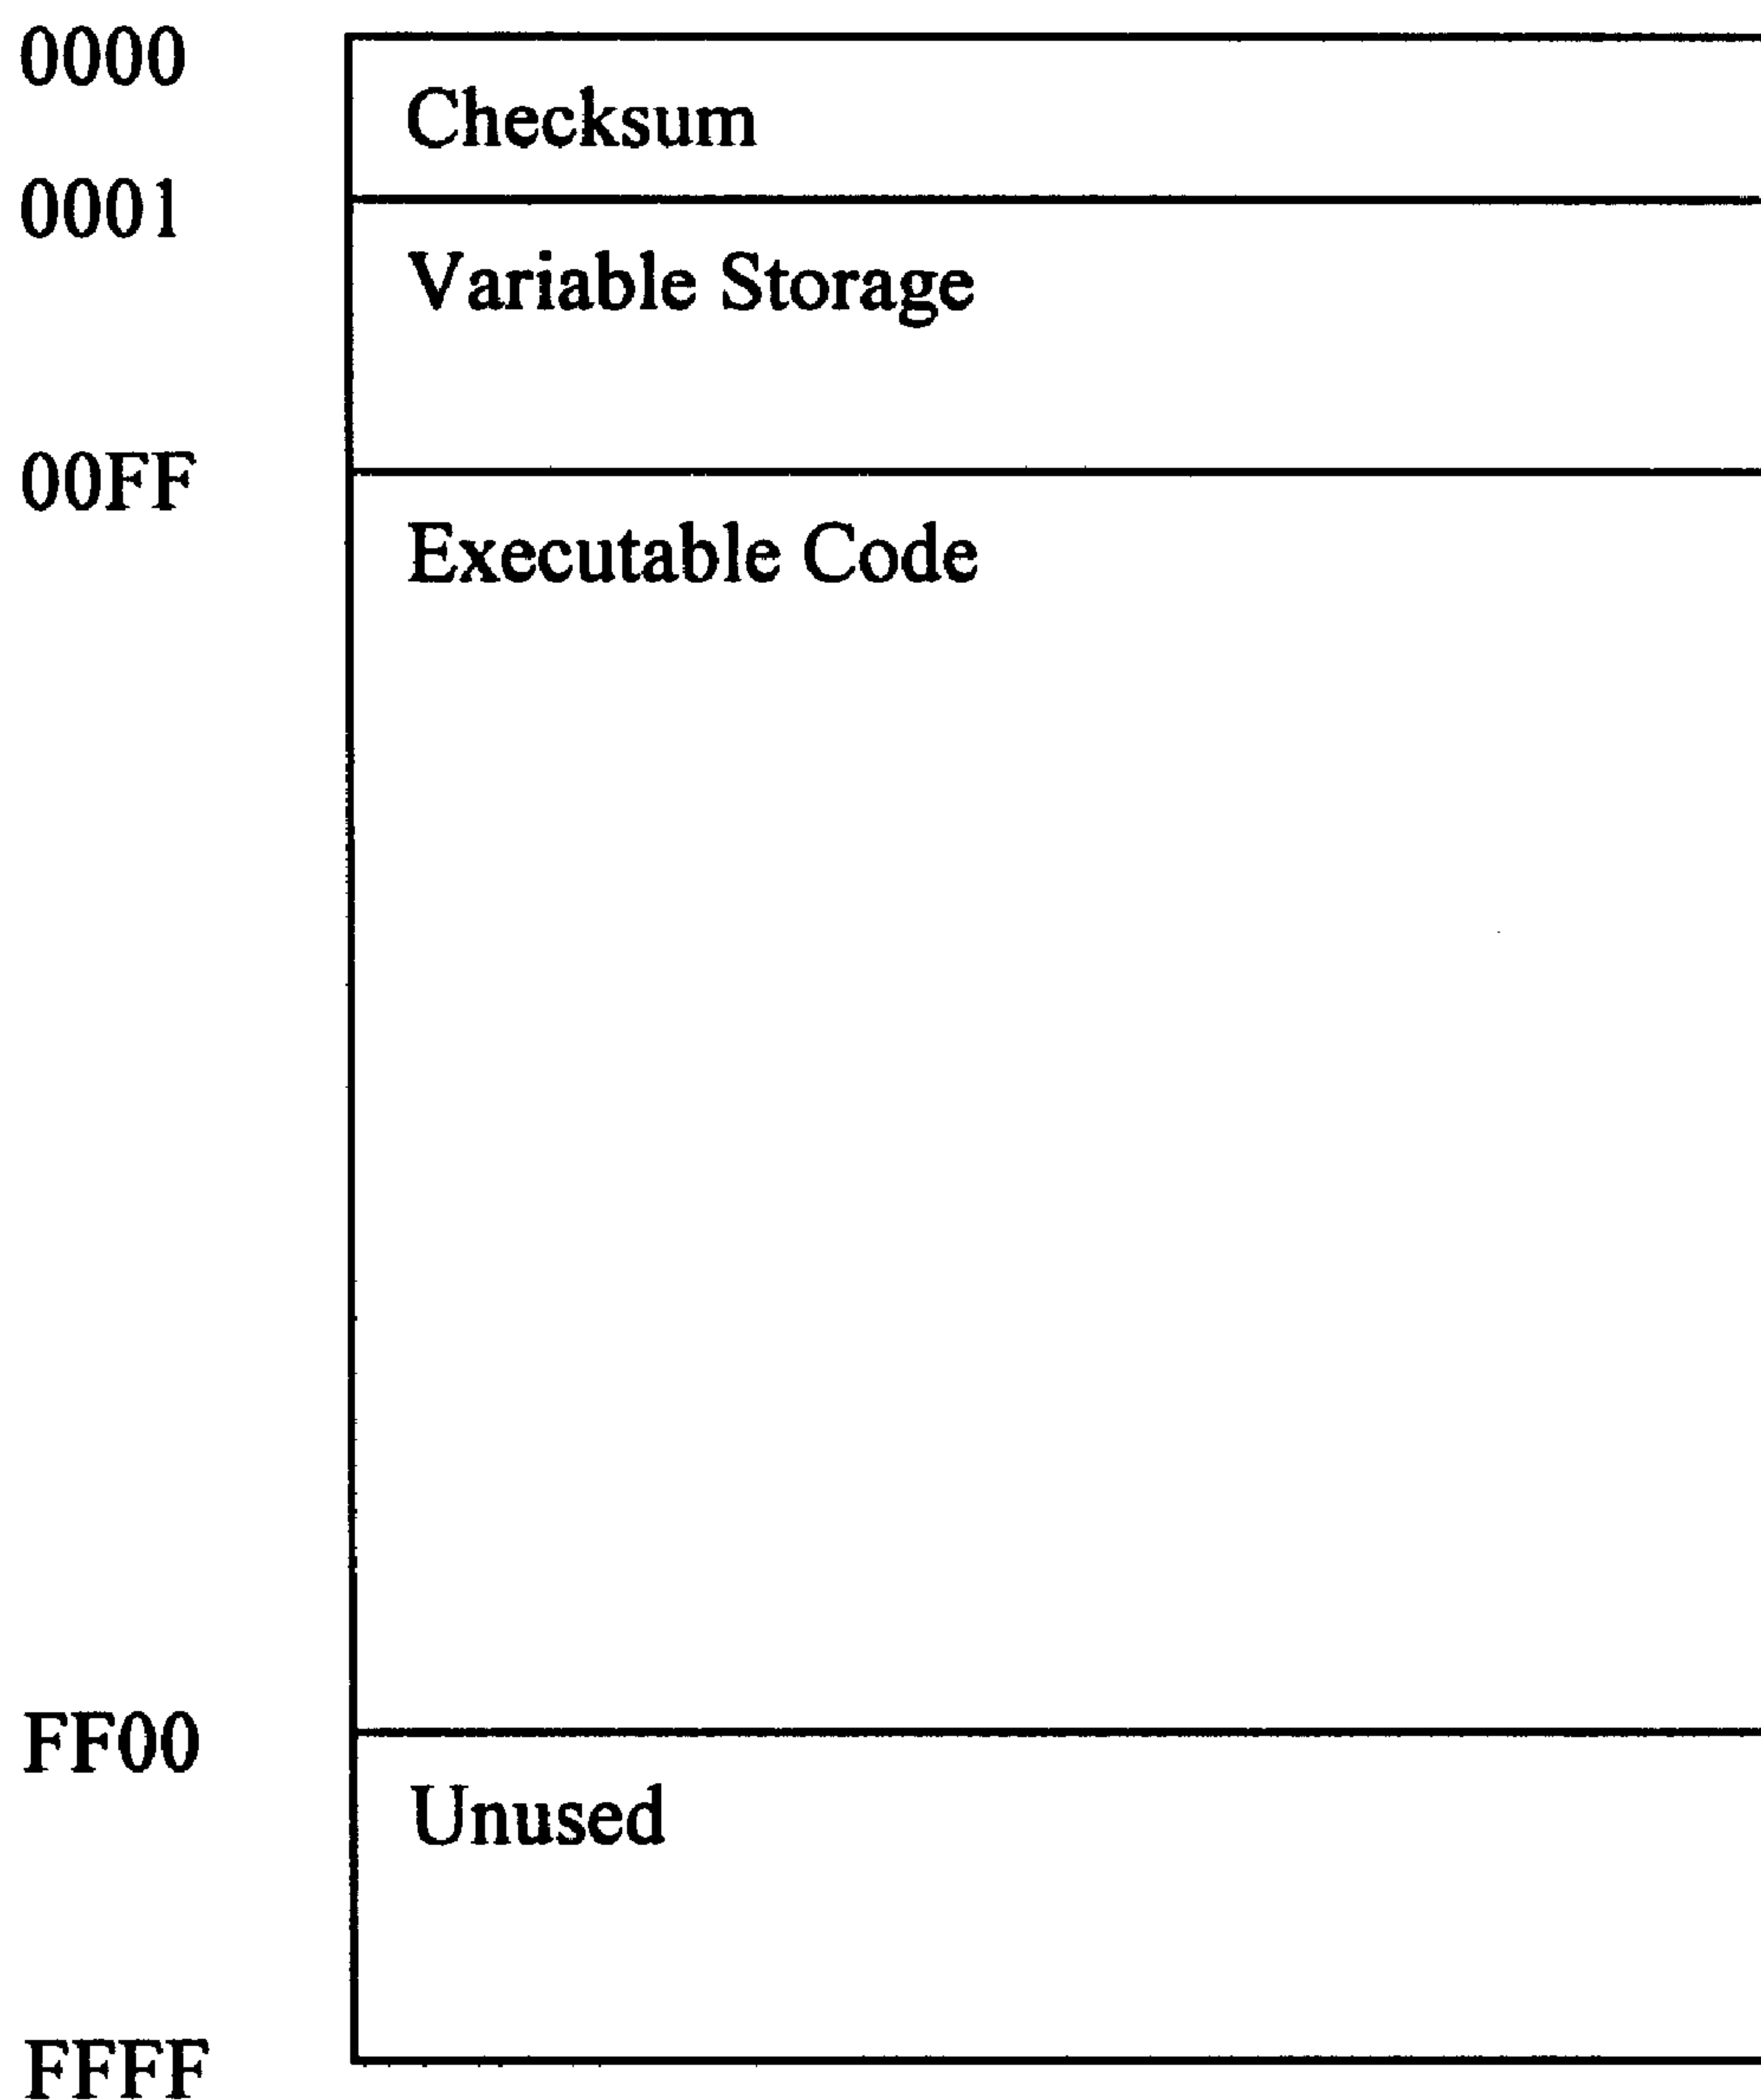 0000
Checksum
0001
Variable Storage
00FF
Executable Code
FF00
Unused
FFFF